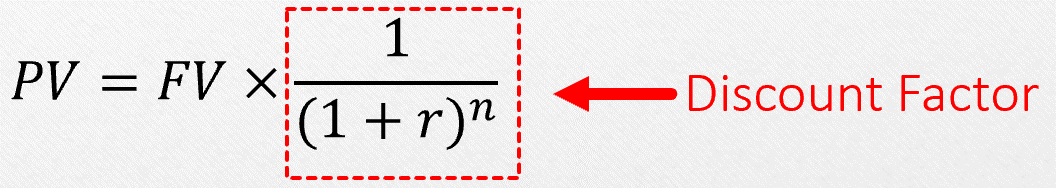 PV = FV × 1/(1 + r)ⁿ
Discount Factor